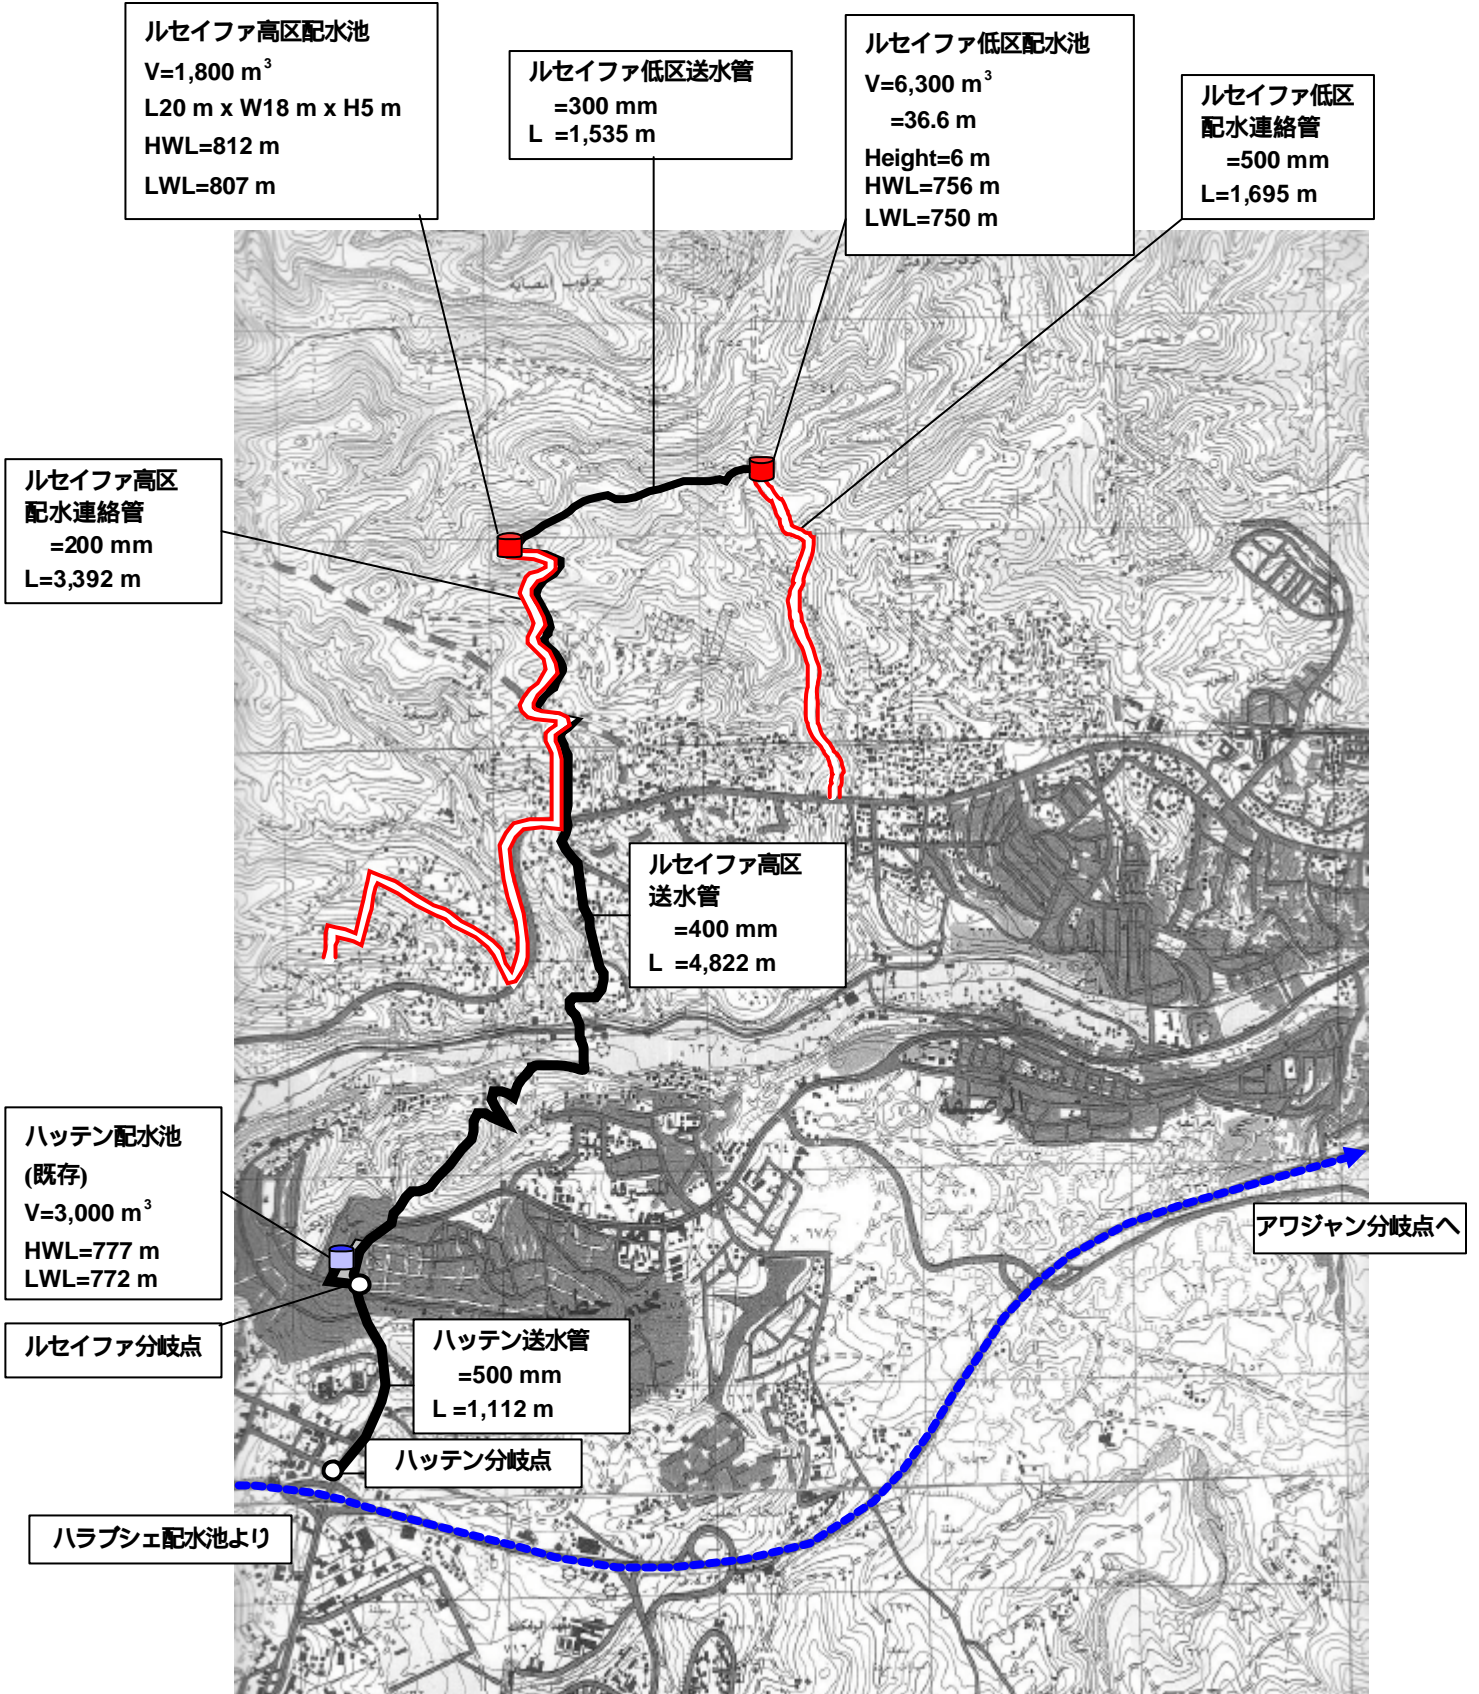 ルセイファ高区配水池
V=1,800 m³
L20 m x W18 m x H5 m
HWL=812 m
LWL=807 m
ルセイファ低区送水管
=300 mm
L =1,535 m
ルセイファ低区配水池
V=6,300 m³
=36.6 m
Height=6 m
HWL=756 m
LWL=750 m
ルセイファ低区
配水連絡管
=500 mm
L=1,695 m
ルセイファ高区
配水連絡管
=200 mm
L=3,392 m
ルセイファ高区
送水管
=400 mm
L =4,822 m
ハッテン配水池
(既存)
V=3,000 m³
HWL=777 m
LWL=772 m
アワジャン分岐点へ
ルセイファ分岐点
ハッテン送水管
=500 mm
L =1,112 m
ハッテン分岐点
ハラブシェ配水池より